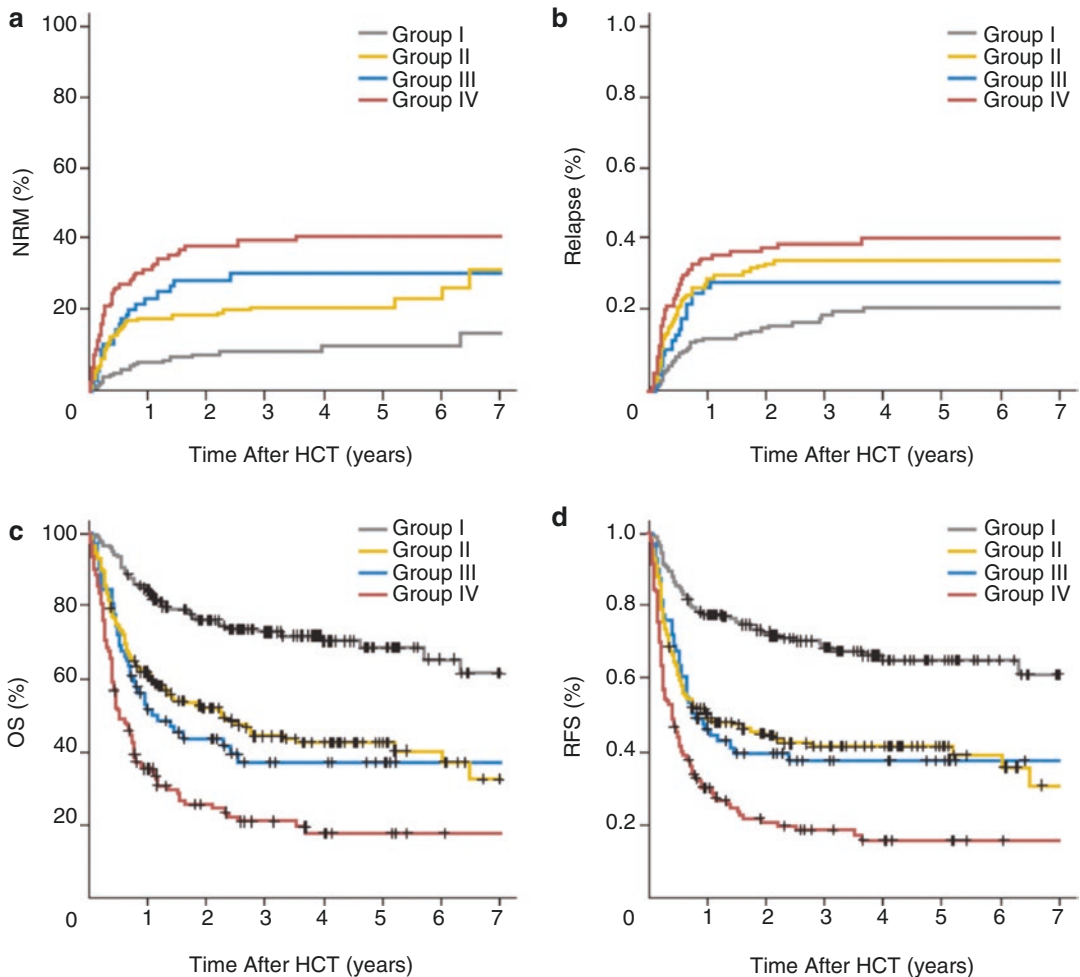 a
100
80
60
40
20
0
NRM (%)
1 2 3 4 5 6 7
Time After HCT (years)
Group I
Group II
Group III
Group IV
b
1.0
0.8
0.6
0.4
0.2
0
Relapse (%)
1 2 3 4 5 6 7
Time After HCT (years)
Group I
Group II
Group III
Group IV
c
100
80
60
40
20
0
OS (%)
1 2 3 4 5 6 7
Time After HCT (years)
Group I
Group II
Group III
Group IV
d
1.0
0.8
0.6
0.4
0.2
0
RFS (%)
1 2 3 4 5 6 7
Time After HCT (years)
Group I
Group II
Group III
Group IV